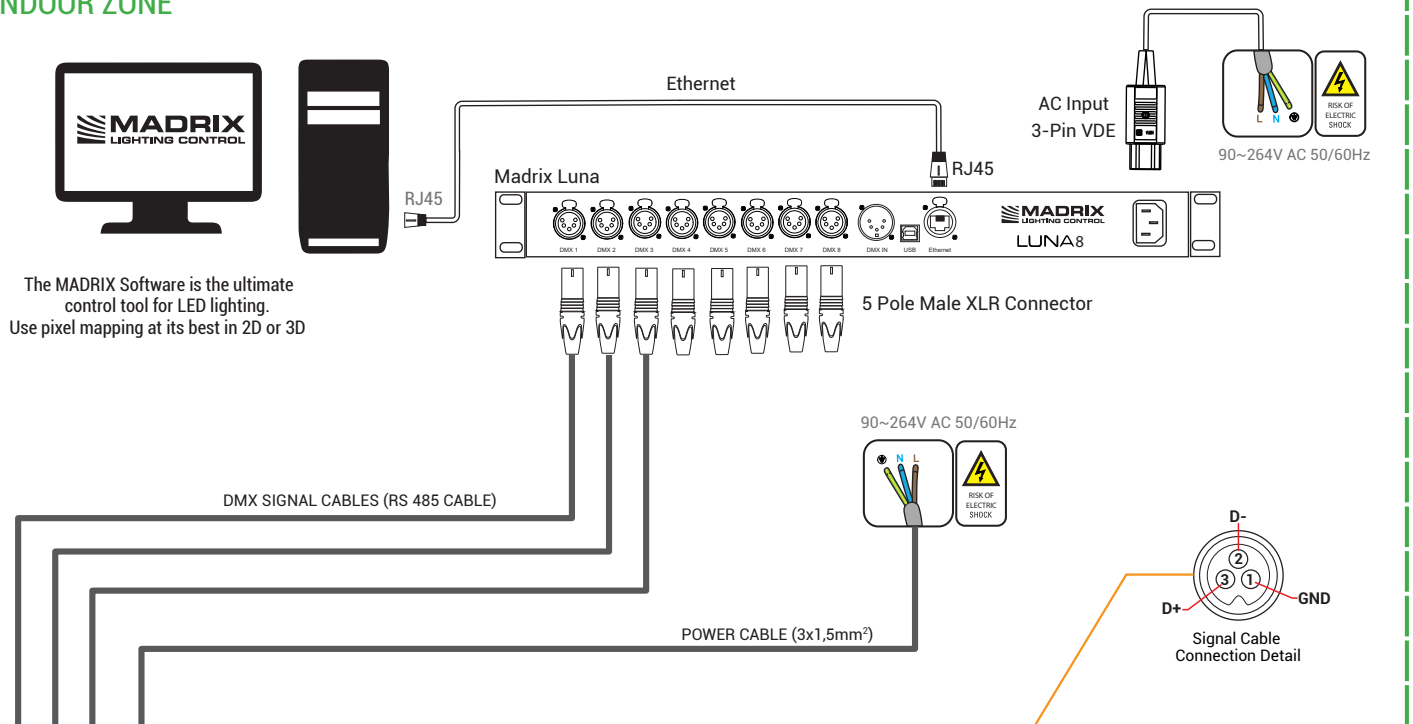 NDOOR ZONE
MADRIX
LIGHTING CONTROL
The MADRIX Software is the ultimate
control tool for LED lighting.
Use pixel mapping at its best in 2D or 3D
RJ45
Ethernet
RJ45
Madrix Luna
DMX 1
DMX 2
DMX 3
DMX 4
DMX 5
DMX 6
DMX 7
DMX 8
DMX IN
USB
Ethernet
MADRIX
LIGHTING CONTROL
LUNA8
AC Input
3-Pin VDE
L N
RISK OF
ELECTRIC
SHOCK
90~264V AC 50/60Hz
5 Pole Male XLR Connector
90~264V AC 50/60Hz
N L
RISK OF
ELECTRIC
SHOCK
DMX SIGNAL CABLES (RS 485 CABLE)
POWER CABLE (3x1,5mm²)
D-
2
3
1
D+
GND
Signal Cable
Connection Detail